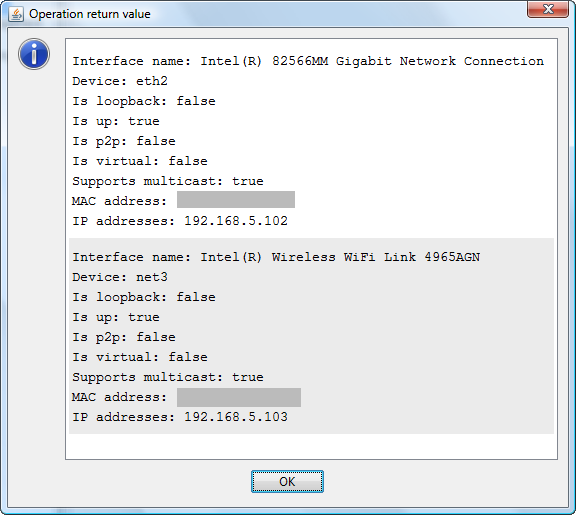 Operation return value
Interface name: Intel(R) 82566MM Gigabit Network Connection
Device: eth2
Is loopback: false
Is up: true
Is p2p: false
Is virtual: false
Supports multicast: true
MAC address:
IP addresses: 192.168.5.102
Interface name: Intel(R) Wireless WiFi Link 4965AGN
Device: net3
Is loopback: false
Is up: true
Is p2p: false
Is virtual: false
Supports multicast: true
MAC address:
IP addresses: 192.168.5.103
OK